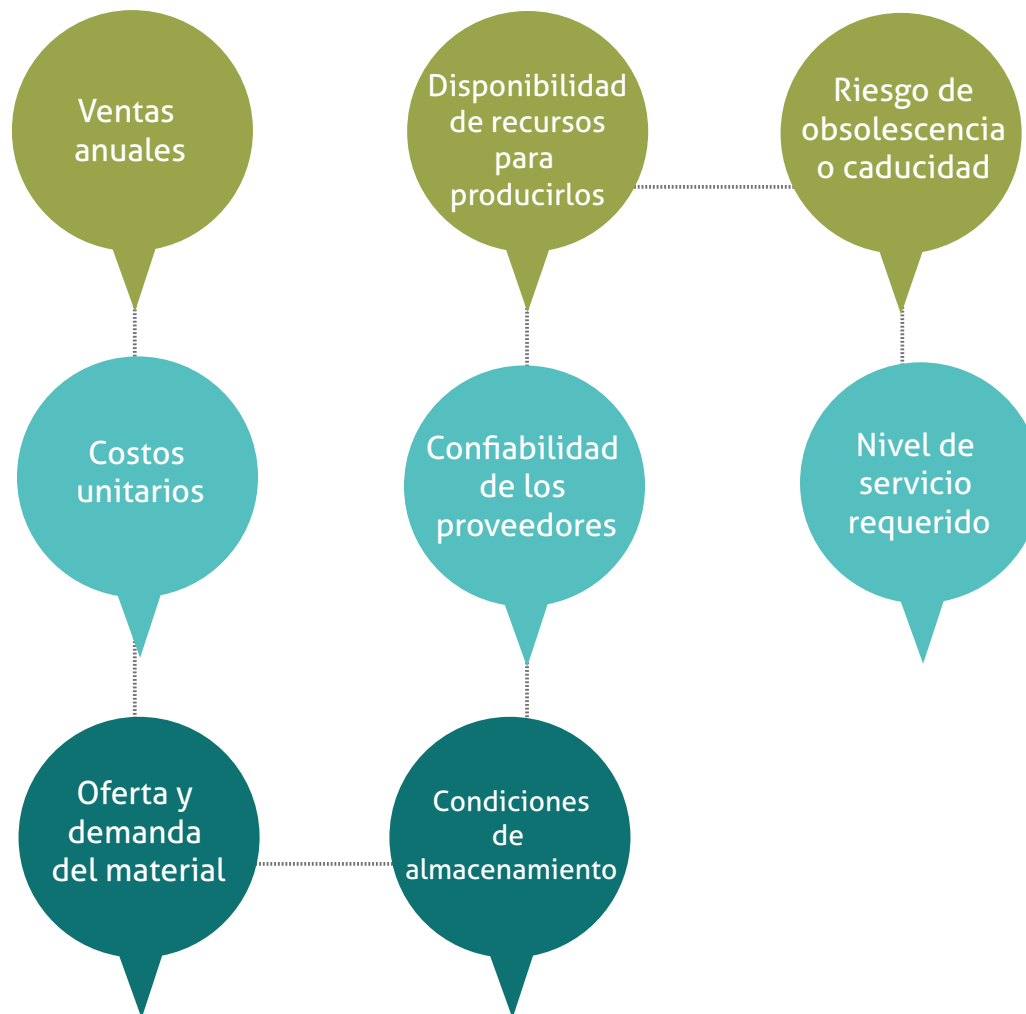 Ventas
anuales
Costos
unitarios
Oferta y
demanda
del material
Condiciones
de
almacenamiento
Confiabilidad
de los
proveedores
Disponibilidad
de recursos
para
producirlos
Riesgo de
obsolescencia
o caducidad
Nivel de
servicio
requerido